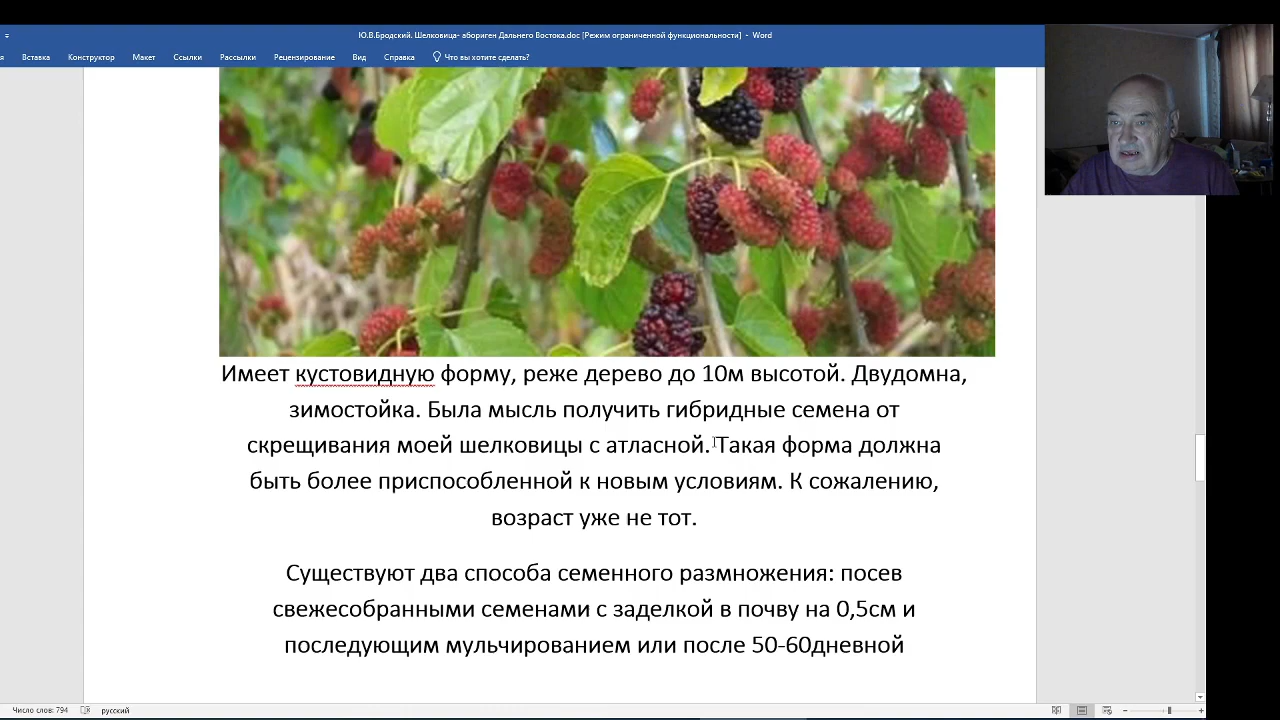 Ю.В.Бродский. Шелковица- абориген Дальнего Востока.doc [Режим ограниченной функциональности] - Word
я Вставка Конструктор Макет Ссылки Рассылки Рецензирование Вид Справка Что вы хотите сделать?
Имеет кустовидную форму, реже дерево до 10м высотой. Двудомна,
зимостойка. Была мысль получить гибридные семена от
скрещивания моей шелковицы с атласной. Такая форма должна
быть более приспособленной к новым условиям. К сожалению,
возраст уже не тот.
Существуют два способа семенного размножения: посев
свежесобранными семенами с заделкой в почву на 0,5см и
последующим мульчированием или после 50-60дневной
Число слов: 794 русский